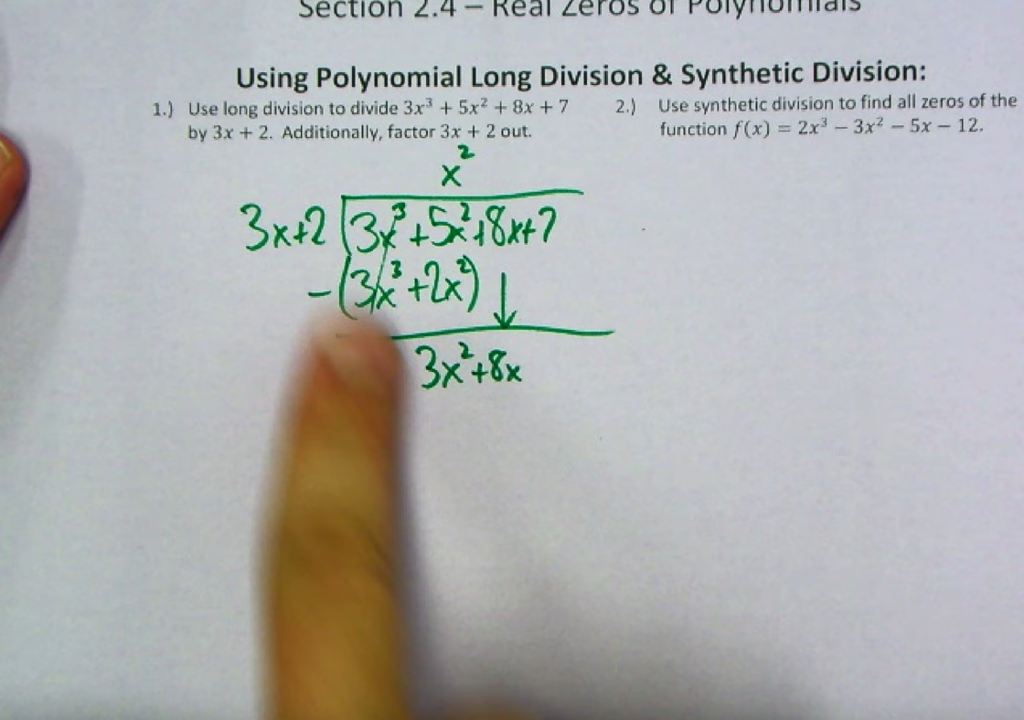 Section 2.4 – Real Zeros of Polynomials
Using Polynomial Long Division & Synthetic Division:
1.) Use long division to divide 3x³ + 5x² + 8x + 7
by 3x + 2. Additionally, factor 3x + 2 out.
2.) Use synthetic division to find all zeros of the
function f(x) = 2x³ − 3x² − 5x − 12.
x²
3x+2 3x³+5x²+8x+7
−(3x³+2x²) ↓
3x²+8x